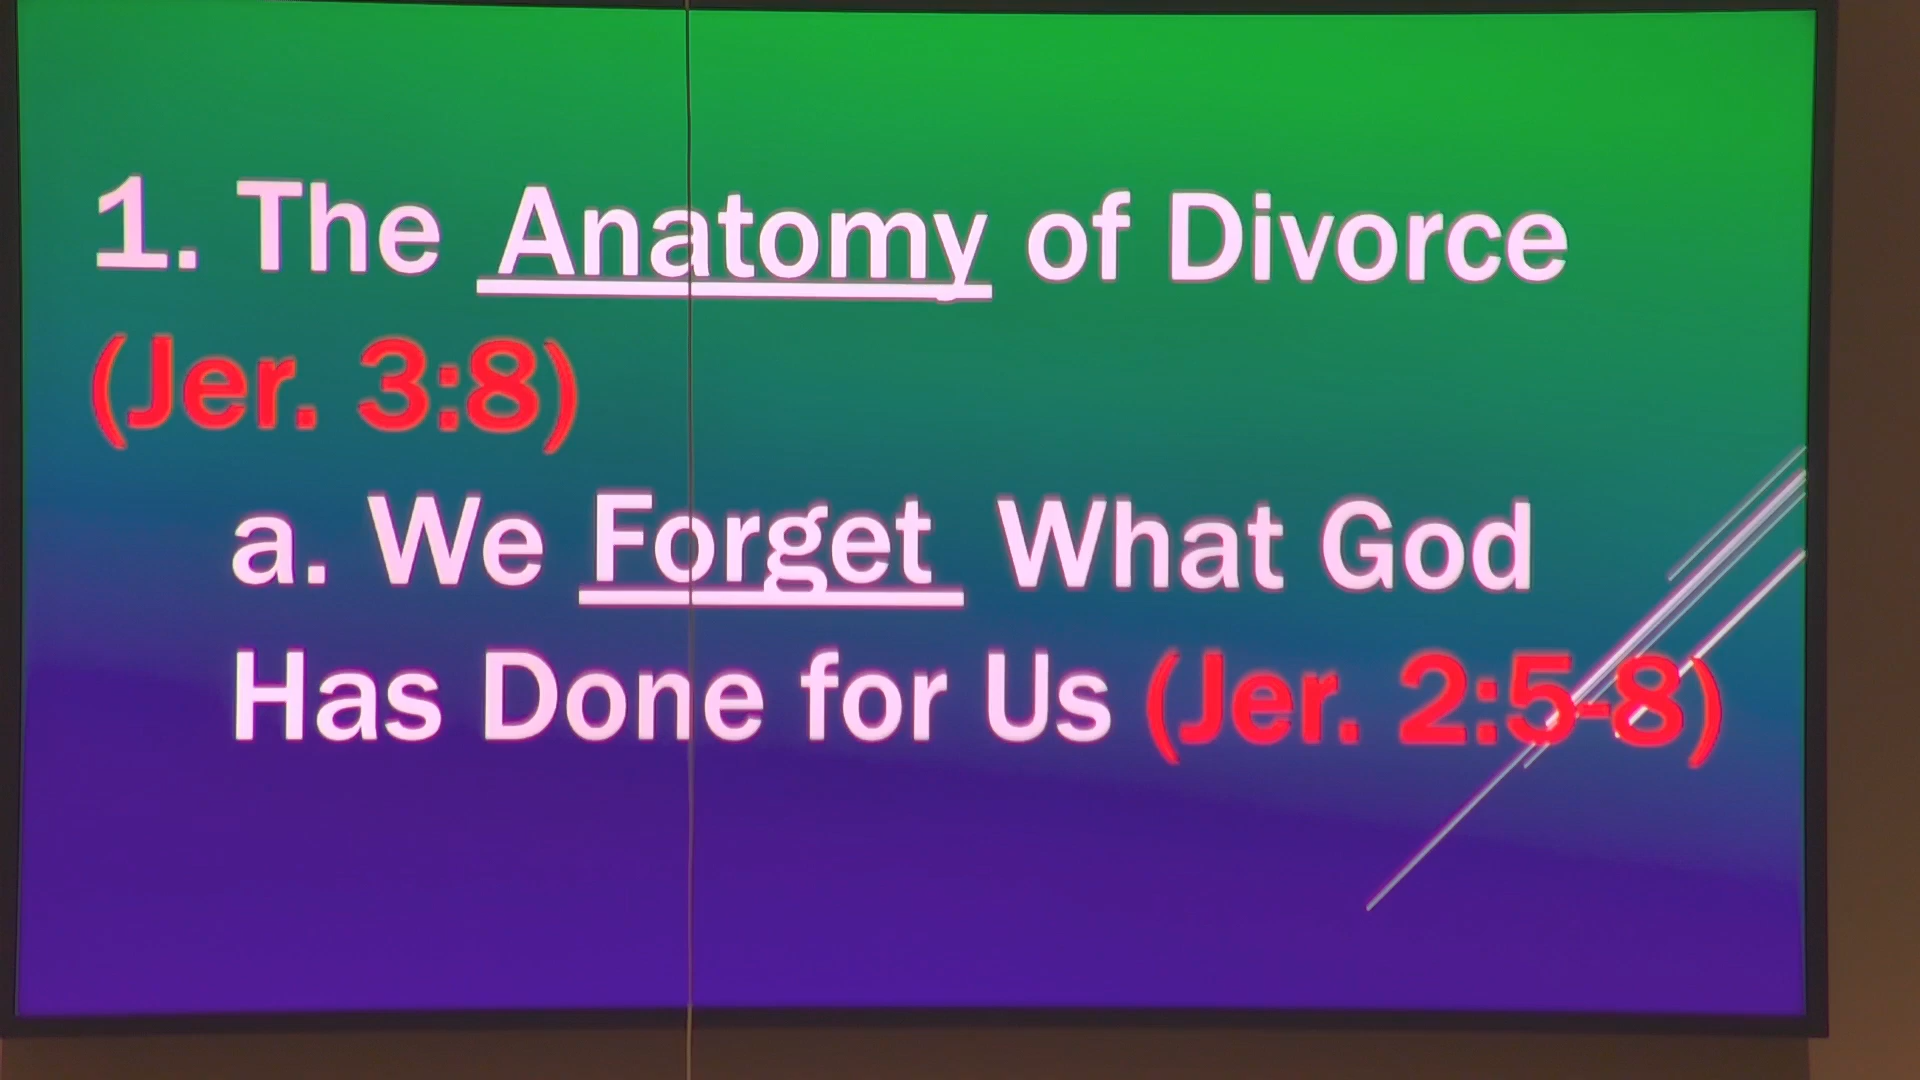 1. The Anatomy of Divorce
(Jer. 3:8)
a. We Forget What God
Has Done for Us (Jer. 2:5-8)